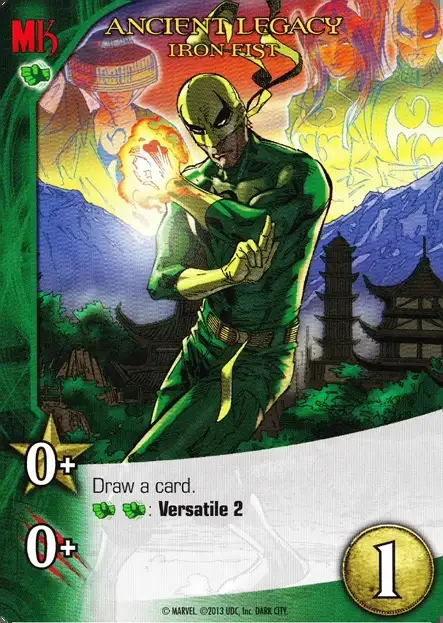 MK
ANCIENT LEGACY
IRON FIST
0+
Draw a card.
: Versatile 2
0+
1
© MARVEL. ©2013 UDC, Inc. DARK CITY.